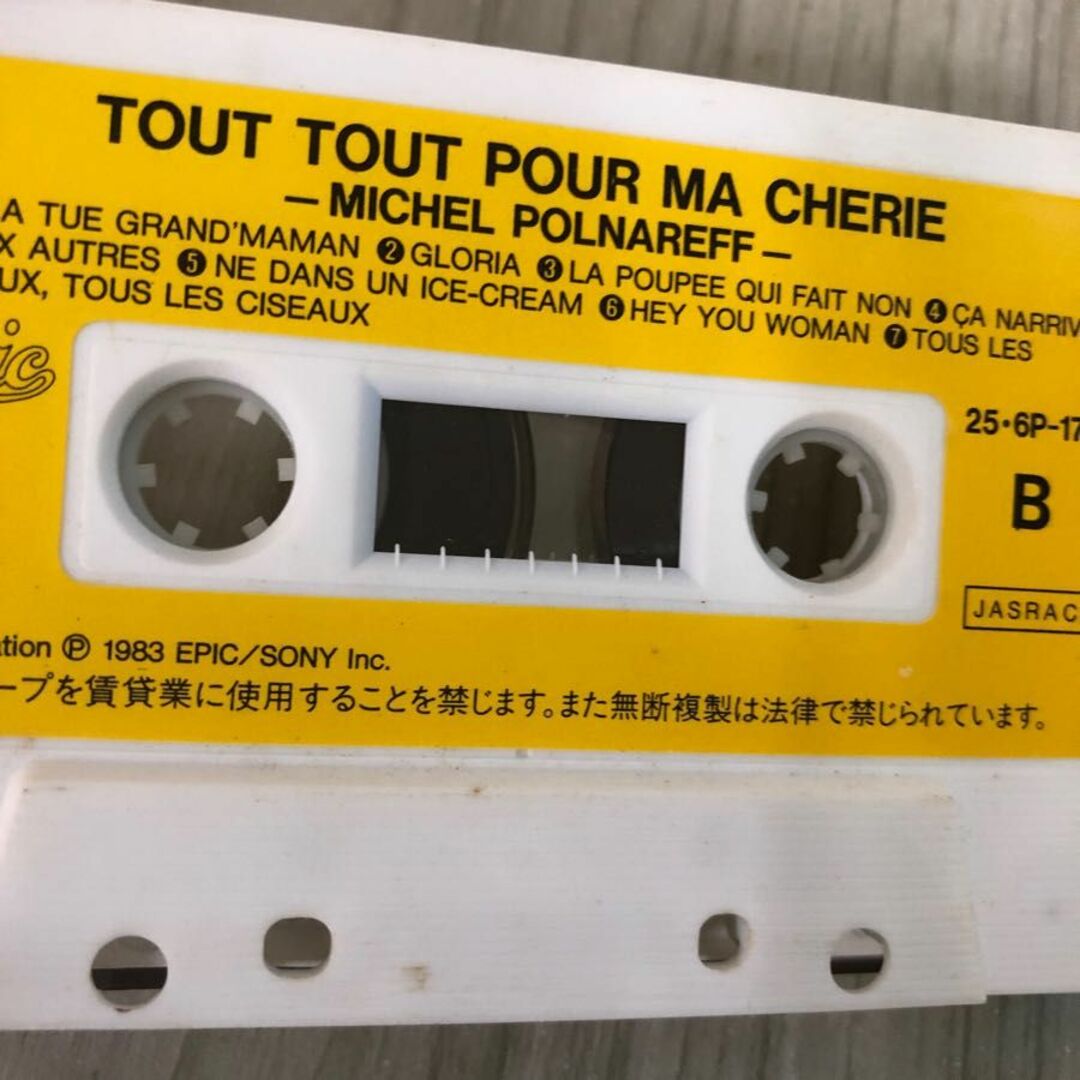 TOUT TOUT POUR MA CHERIE
—MICHEL POLNAREFF—
A TUE GRAND'MAMAN ❷GLORIA ❸LA POUPEE QUI FAIT NON ❹ÇA NARRIV
X AUTRES ❺NE DANS UN ICE-CREAM ❻HEY YOU WOMAN ❼TOUS LES
UX, TOUS LES CISEAUX
ic
25・6P-17
B
JASRAC
ation Ⓟ 1983 EPIC/SONY Inc.
ープを賃貸業に使用することを禁じます。また無断複製は法律で禁じられています。